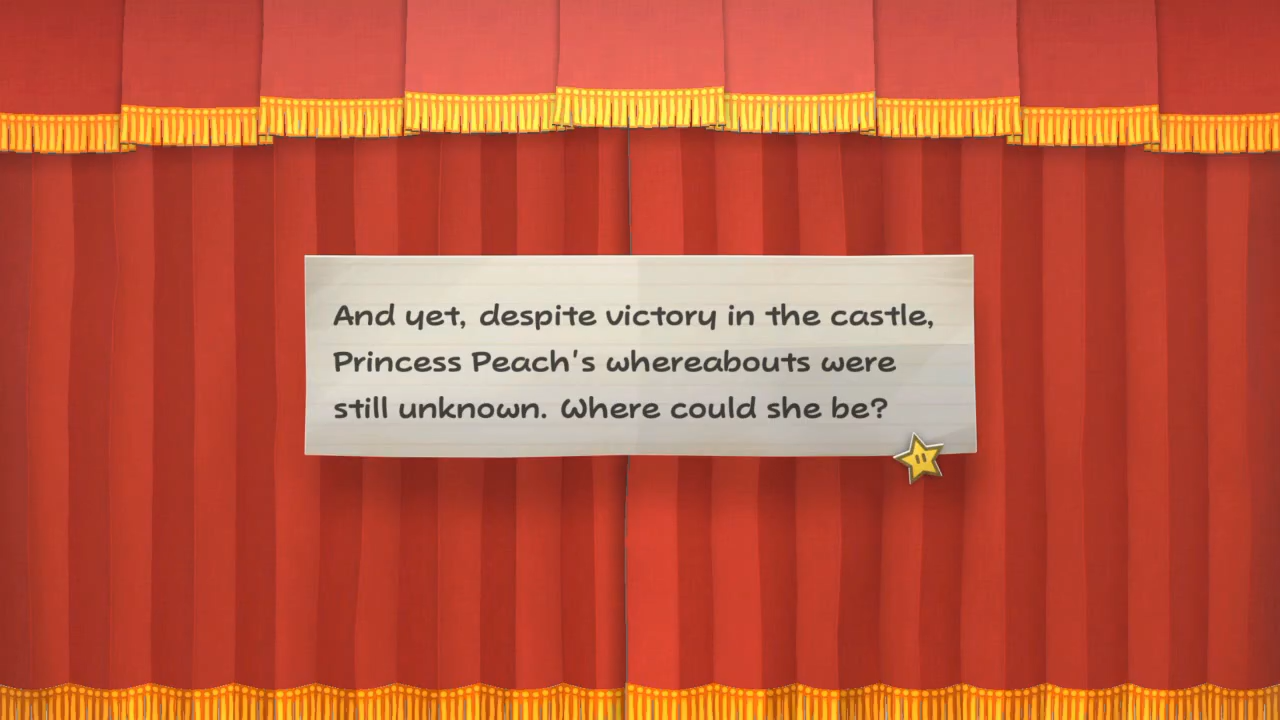 And yet, despite victory in the castle,
Princess Peach's whereabouts were
still unknown. Where could she be?